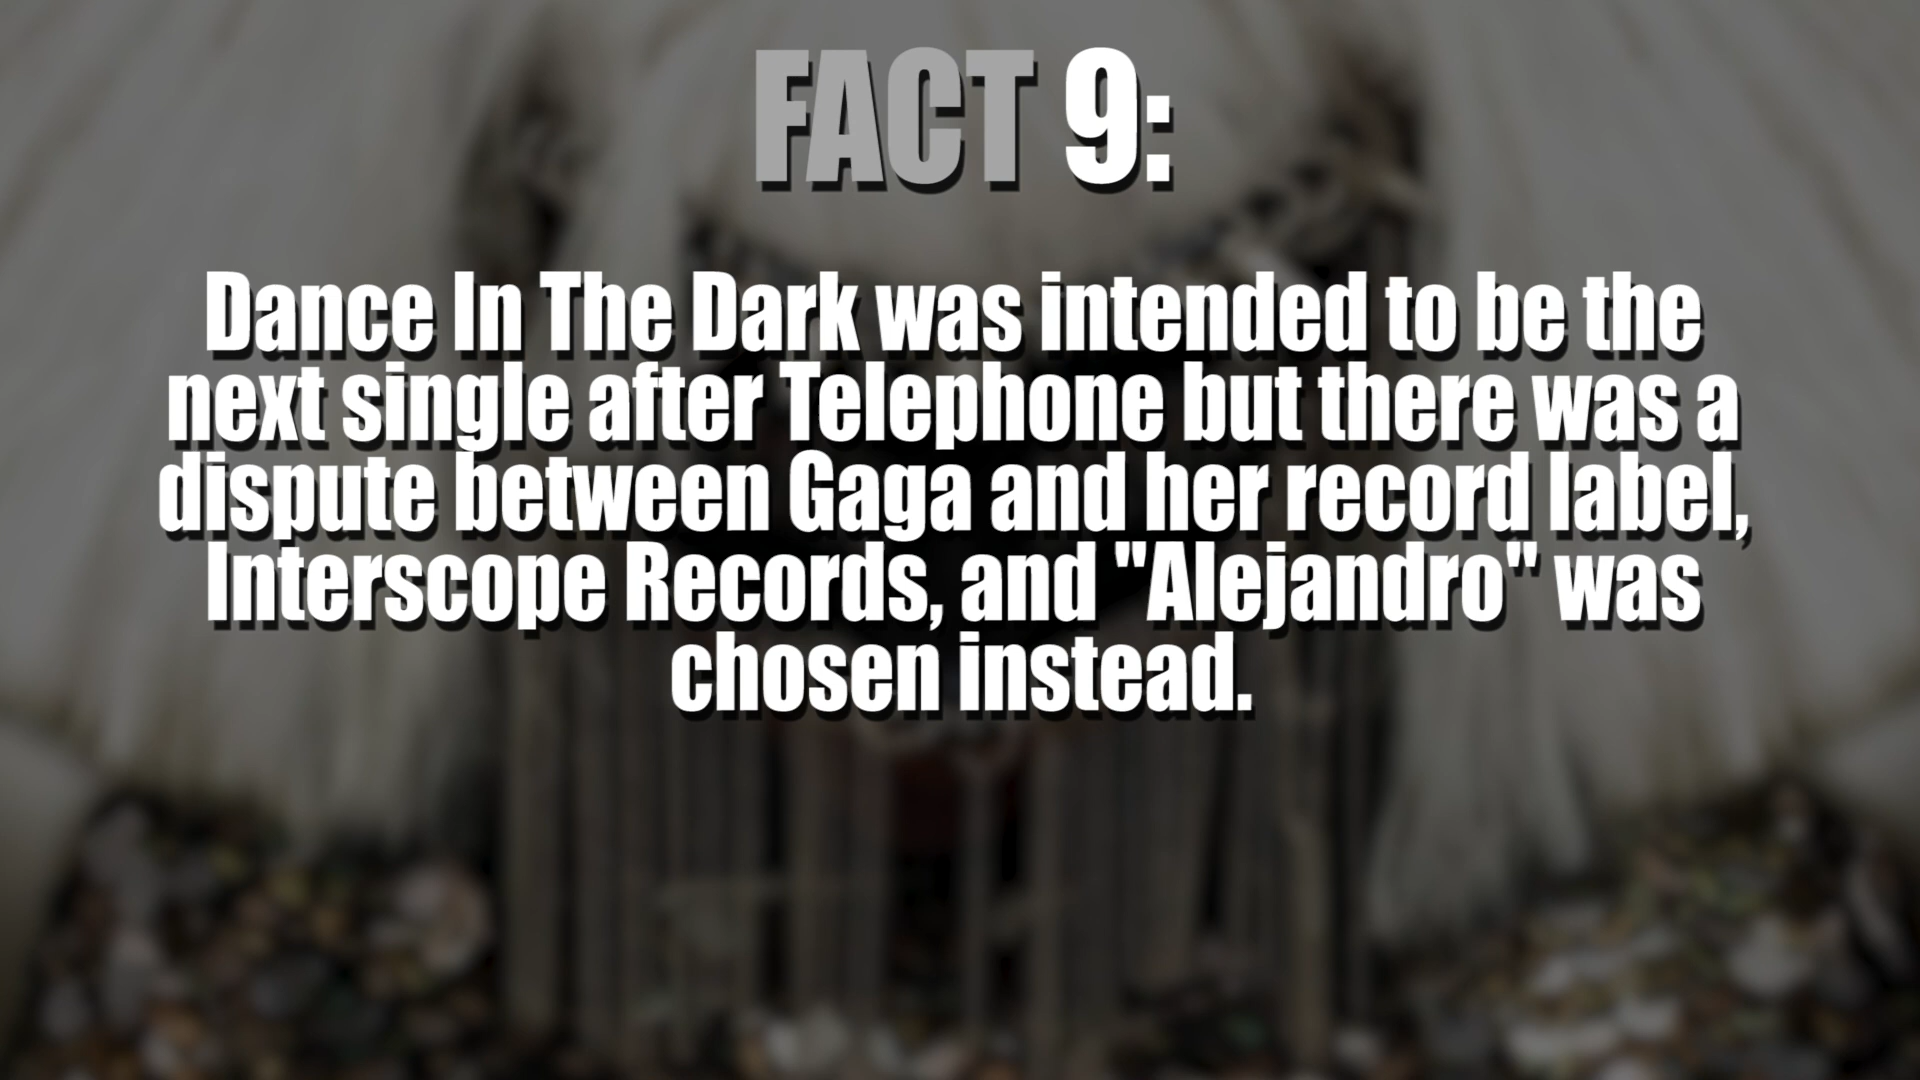 FACT 9:
Dance In The Dark was intended to be the
next single after Telephone but there was a
dispute between Gaga and her record label,
Interscope Records, and "Alejandro" was
chosen instead.